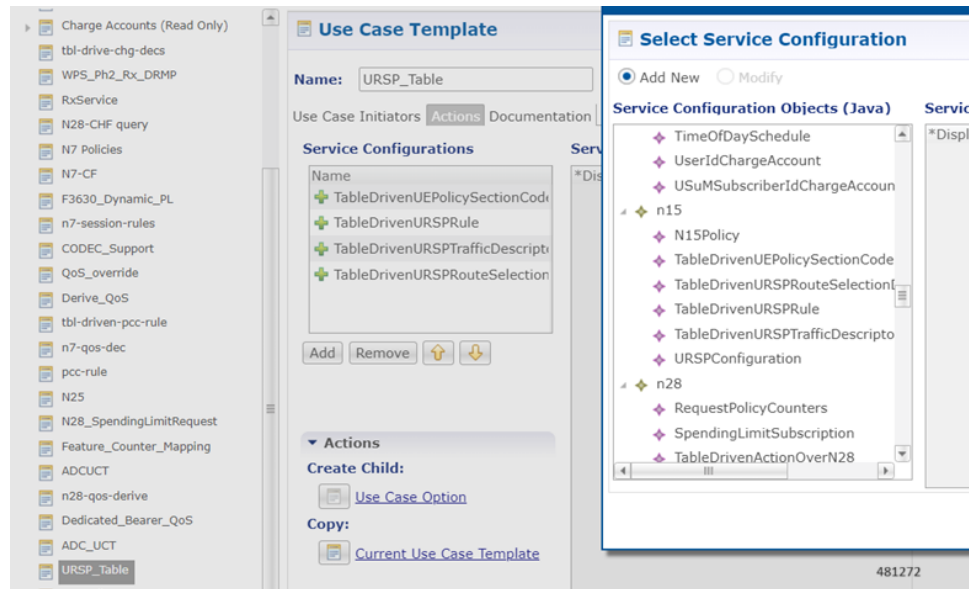 Charge Accounts (Read Only)
tbl-drive-chg-decs
WPS_Ph2_Rx_DRMP
RxService
N28-CHF query
N7 Policies
N7-CF
F3630_Dynamic_PL
n7-session-rules
CODEC_Support
QoS_override
Derive_QoS
tbl-driven-pcc-rule
n7-qos-dec
pcc-rule
N25
N28_SpendingLimitRequest
Feature_Counter_Mapping
ADCUCT
n28-qos-derive
Dedicated_Bearer_QoS
ADC_UCT
URSP_Table
Use Case Template
Name: URSP_Table
Use Case Initiators Actions Documentation
Service Configurations
Serv
Name
*Dis
TableDrivenUEPolicySectionCode
TableDrivenURSPRule
TableDrivenURSPTrafficDescript
TableDrivenURSPRouteSelection
Add Remove
Actions
Create Child:
Use Case Option
Copy:
Current Use Case Template
Select Service Configuration
Add New Modify
Service Configuration Objects (Java)
Servic
*Displ
TimeOfDaySchedule
UserIdChargeAccount
USuMSubscriberIdChargeAccoun
n15
N15Policy
TableDrivenUEPolicySectionCode
TableDrivenURSPRouteSelection
TableDrivenURSPRule
TableDrivenURSPTrafficDescripto
URSPConfiguration
n28
RequestPolicyCounters
SpendingLimitSubscription
TableDrivenActionOverN28
481272